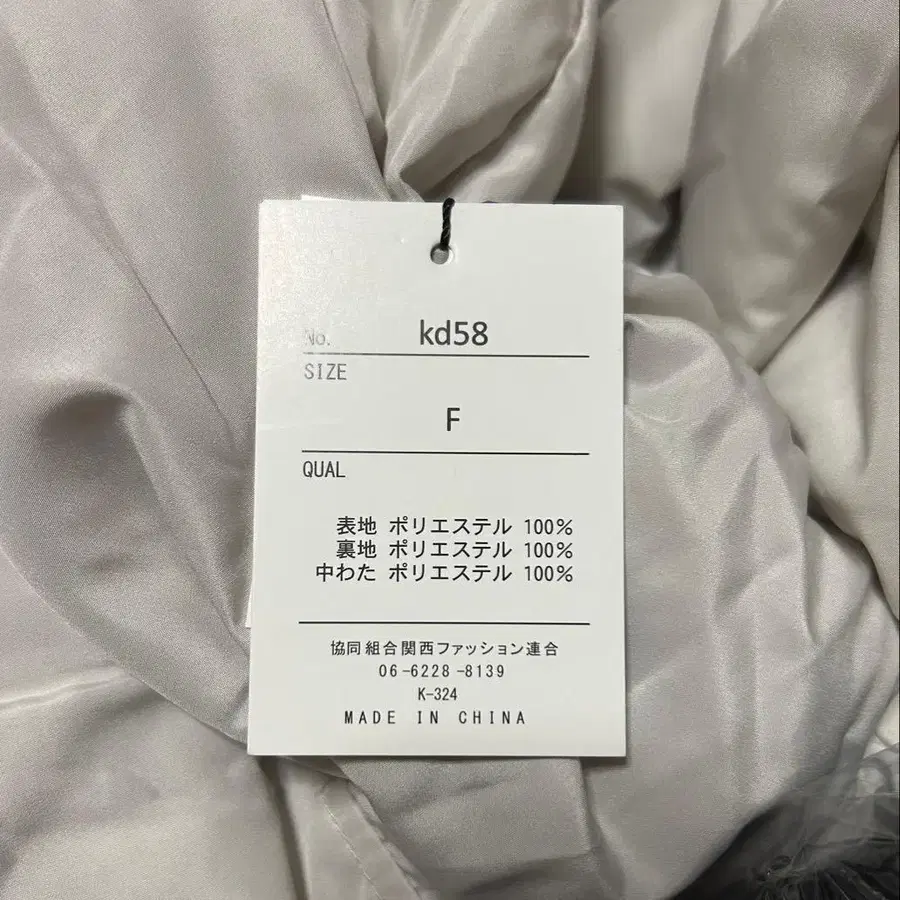 No. kd58
SIZE
F
QUAL
表地 ポリエステル 100%
裏地 ポリエステル 100%
中わた ポリエステル 100%
協同組合関西ファッション連合
06-6228-8139
K-324
MADE IN CHINA